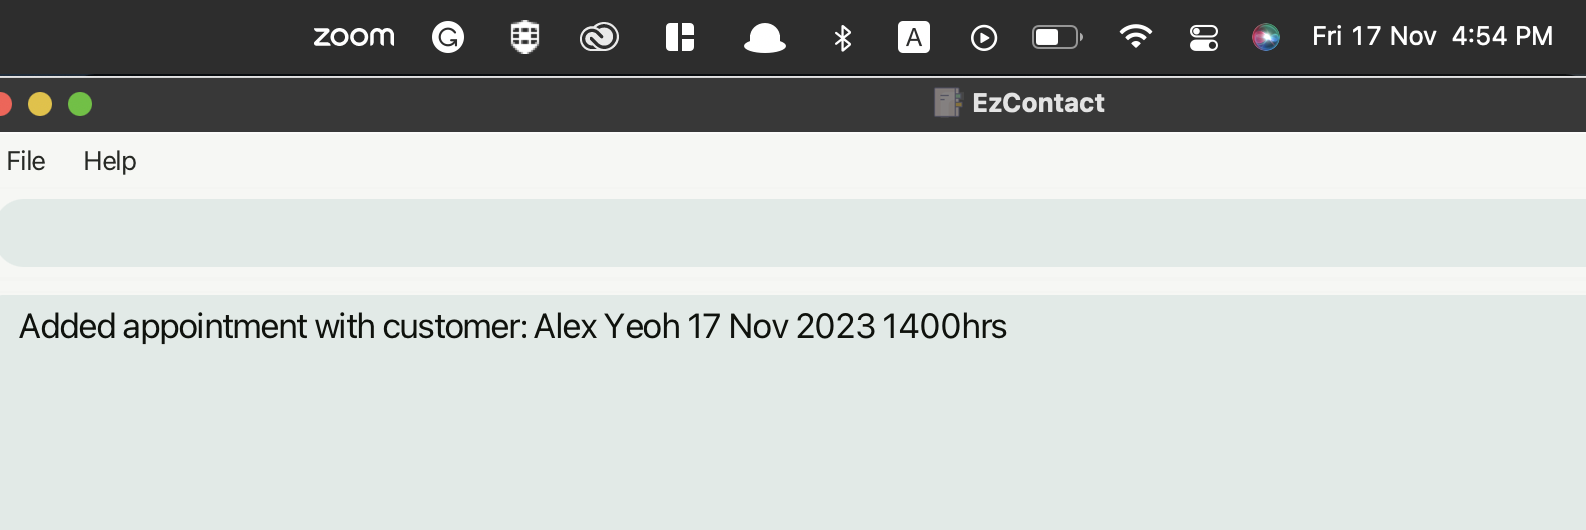 zoom A Fri 17 Nov 4:54 PM
EzContact
File Help
Added appointment with customer: Alex Yeoh 17 Nov 2023 1400hrs